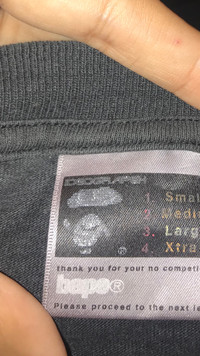 1. Smal
2. Mediu
3. Larg
4. Xtra
thank you for your no competi
bape®
Please proceed to the next le